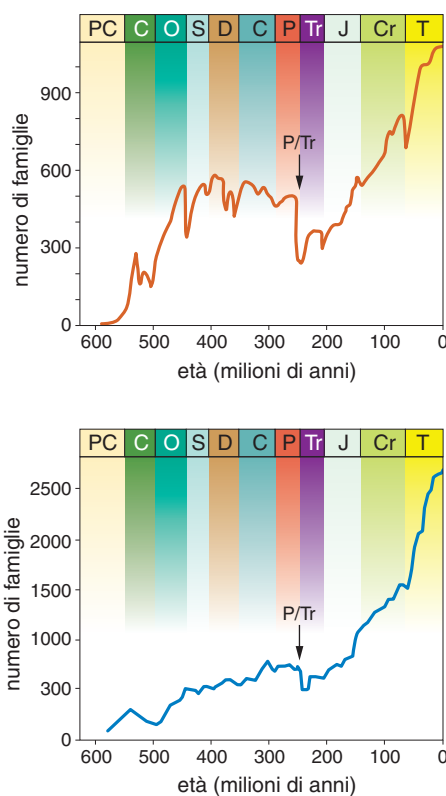 PC C O S D C P Tr J Cr T
P/Tr
900
600
300
0
numero di famiglie
600 500 400 300 200 100 0
età (milioni di anni)
PC C O S D C P Tr J Cr T
P/Tr
2500
2000
1500
1000
300
0
numero di famiglie
600 500 400 300 200 100 0
età (milioni di anni)